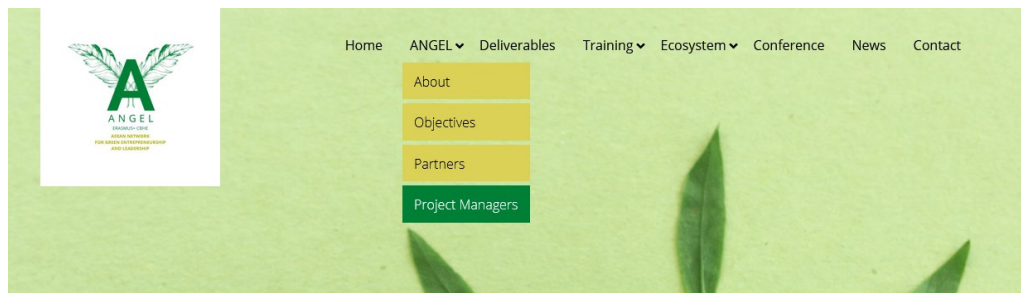 Home
ANGEL
Deliverables
Training
Ecosystem
Conference
News
Contact
About
Objectives
Partners
Project Managers
A
ANGEL
ERASMUS+ CBHE
ASEAN NETWORK
FOR GREEN ENTREPRENEURSHIP
AND LEADERSHIP